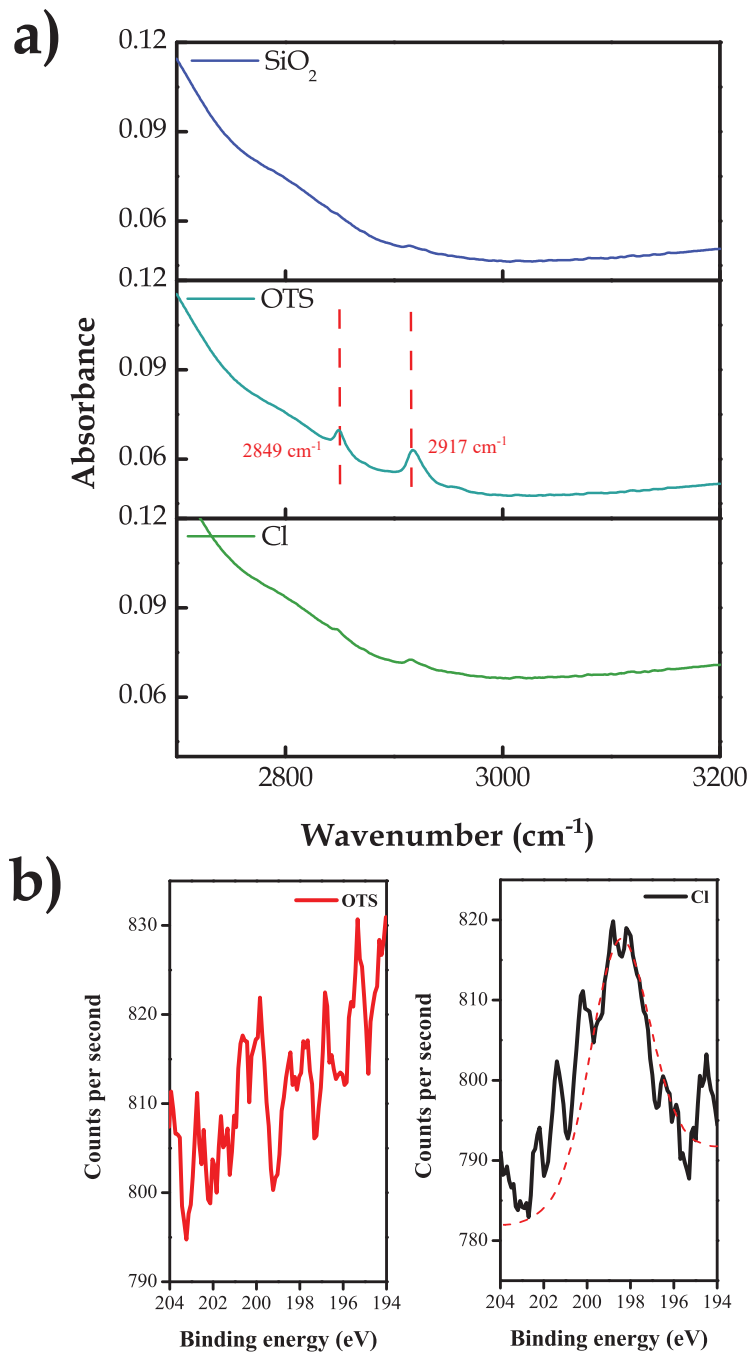 a)
0.12
SiO2
0.09
0.06
0.12
OTS
0.09
2849 cm-1
2917 cm-1
0.06
0.12
Cl
0.09
0.06
2800
3000
3200
Absorbance
Wavenumber (cm-1)
b)
OTS
830
820
810
800
790
204 202 200 198 196 194
Counts per second
Binding energy (eV)
Cl
820
810
800
790
780
204 202 200 198 196 194
Counts per second
Binding energy (eV)